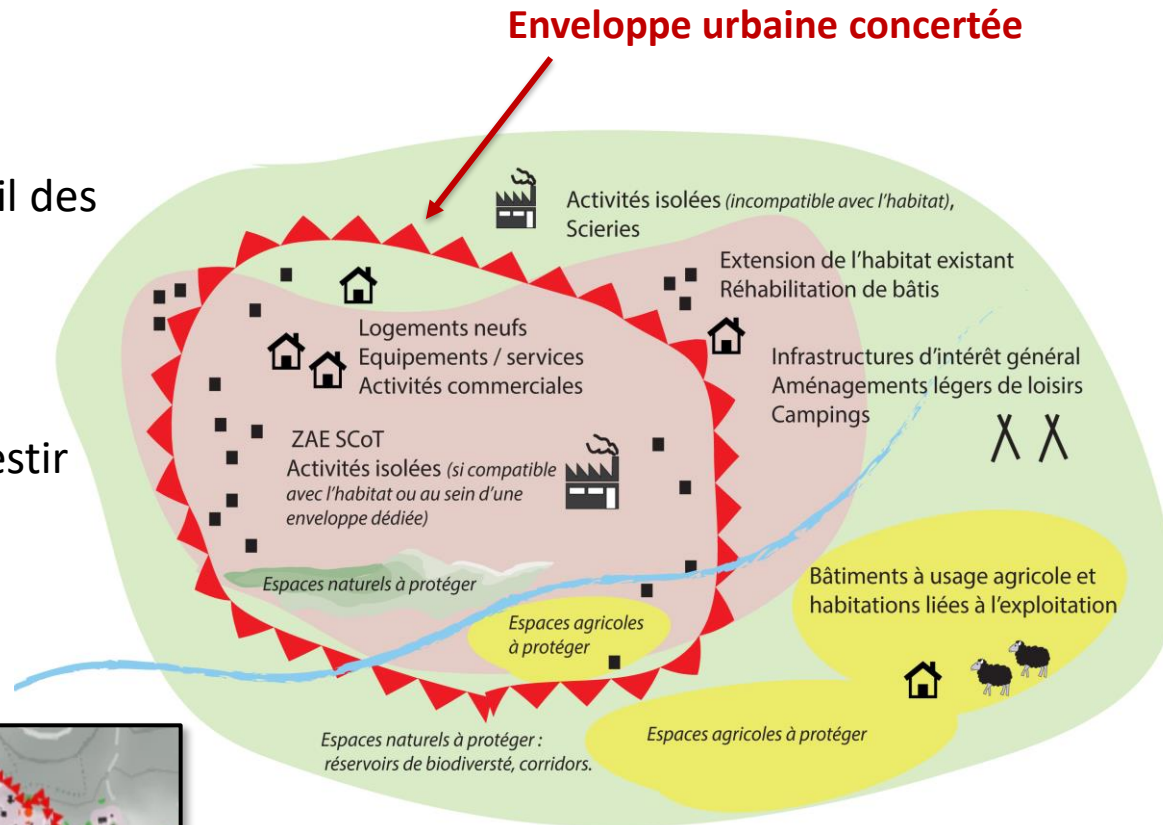 Enveloppe urbaine concertée
il des
Activités isolées (incompatible avec l'habitat),
Scieries
Extension de l'habitat existant
Réhabilitation de bâtis
Logements neufs
Equipements / services
Activités commerciales
Infrastructures d'intérêt général
Aménagements légers de loisirs
Campings
estir
ZAE SCoT
Activités isolées (si compatible
avec l'habitat ou au sein d'une
enveloppe dédiée)
Espaces naturels à protéger
Bâtiments à usage agricole et
habitations liées à l'exploitation
Espaces agricoles
à protéger
Espaces naturels à protéger :
réservoirs de biodiversté, corridors.
Espaces agricoles à protéger